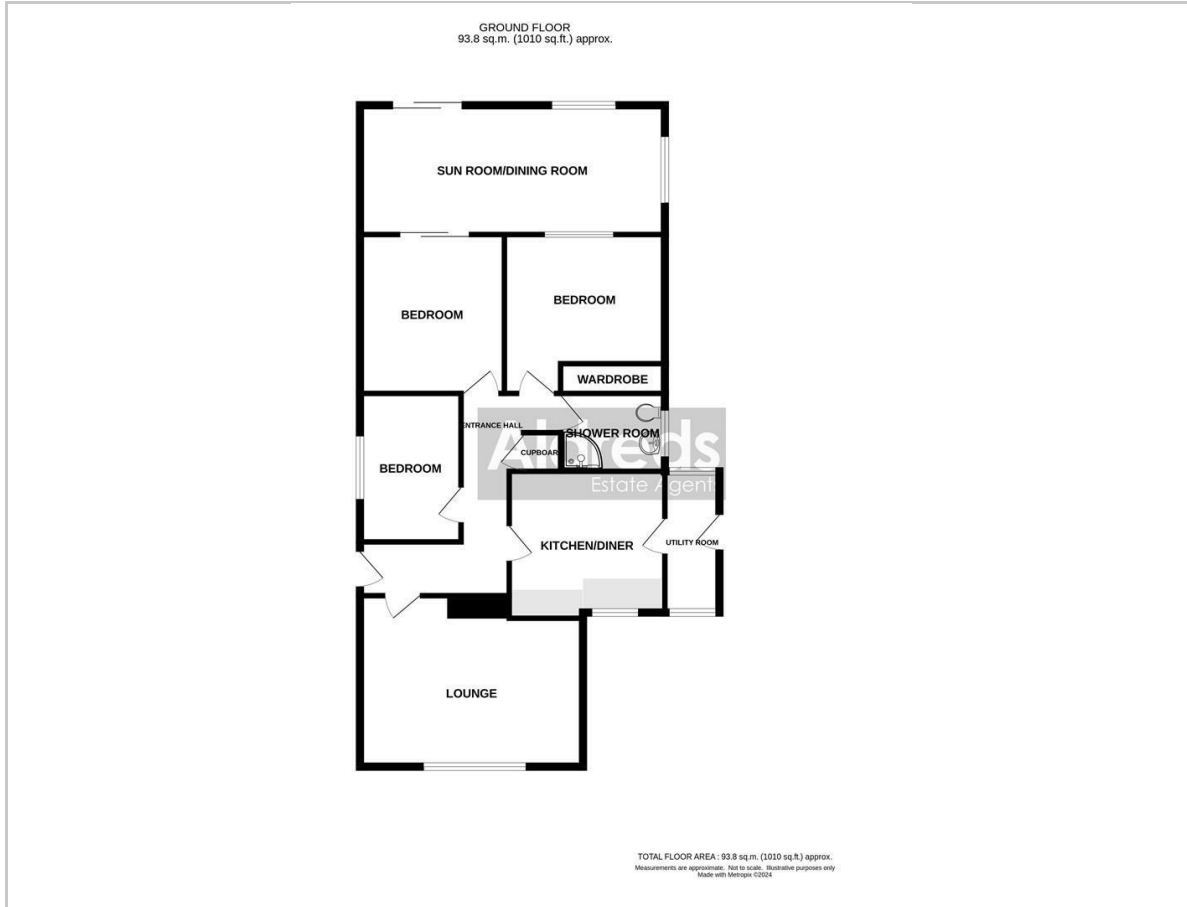 GROUND FLOOR
93.8 sq.m. (1010 sq.ft.) approx.
SUN ROOM/DINING ROOM
BEDROOM
BEDROOM
WARDROBE
ENTRANCE HALL
SHOWER ROOM
CUPBOAR
BEDROOM
Estate Agents
KITCHEN/DINER
UTILITY ROOM
LOUNGE
TOTAL FLOOR AREA : 93.8 sq.m. (1010 sq.ft.) approx.
Measurements are approximate. Not to scale. Illustrative purposes only
Made with Metropix ©2024